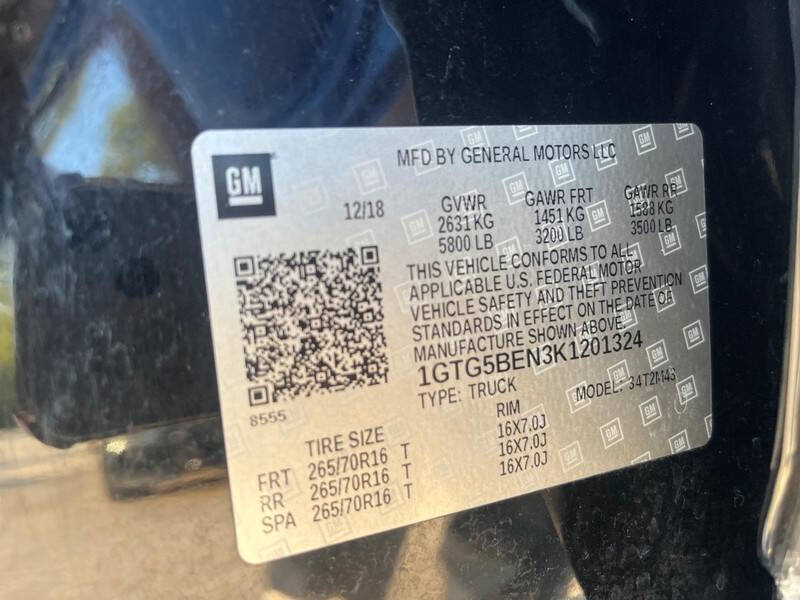 GM
MFD BY GENERAL MOTORS LLC
12/18
GVWR GAWR FRT GAWR RR
2631 KG 1451 KG 1588 KG
5800 LB 3200 LB 3500 LB
THIS VEHICLE CONFORMS TO ALL
APPLICABLE U.S. FEDERAL MOTOR
VEHICLE SAFETY AND THEFT PREVENTION
STANDARDS IN EFFECT ON THE DATE OF
MANUFACTURE SHOWN ABOVE
1GTG5BEN3K1201324
TYPE: TRUCK MODEL: 34T2M43
8555
TIRE SIZE RIM
FRT 265/70R16 T 16X7.0J
RR 265/70R16 T 16X7.0J
SPA 265/70R16 T 16X7.0J